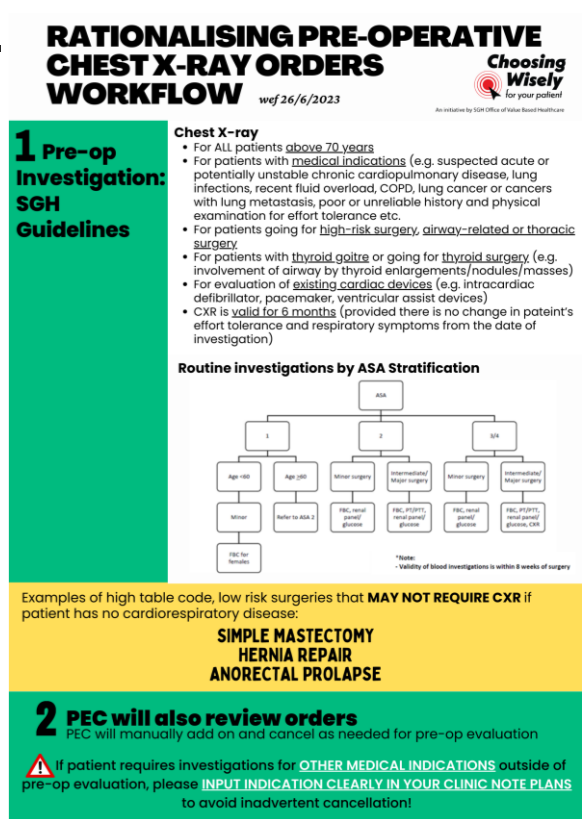 RATIONALISING PRE-OPERATIVE
CHEST X-RAY ORDERS
WORKFLOW wef 26/6/2023
Choosing
Wisely
for your patient
An initiative by SGH Office of Value Based Healthcare
1 Pre-op
Investigation:
SGH
Guidelines
Chest X-ray
• For ALL patients above 70 years
• For patients with medical indications (e.g. suspected acute or
potentially unstable chronic cardiopulmonary disease, lung
infections, recent fluid overload, COPD, lung cancer or cancers
with lung metastasis, poor or unreliable history and physical
examination for effort tolerance etc.
• For patients going for high-risk surgery, airway-related or thoracic
surgery
• For patients with thyroid goitre or going for thyroid surgery (e.g.
involvement of airway by thyroid enlargements/nodules/masses)
• For evaluation of existing cardiac devices (e.g. intracardiac
defibrillator, pacemaker, ventricular assist devices)
• CXR is valid for 6 months (provided there is no change in pateint's
effort tolerance and respiratory symptoms from the date of
investigation)
Routine investigations by ASA Stratification
ASA
1
2
3/4
Age <60
Age ≥60
Minor surgery
Intermediate/
Major surgery
Minor surgery
Intermediate/
Major surgery
Minor
Refer to ASA 2
FBC, renal
panel/
glucose
FBC, PT/PTT,
renal panel/
glucose
FBC, renal
panel/
glucose
FBC, PT/PTT,
renal panel/
glucose, CXR
FBC for
females
*Note:
- Validity of blood investigations is within 8 weeks of surgery
Examples of high table code, low risk surgeries that MAY NOT REQUIRE CXR if
patient has no cardiorespiratory disease:
SIMPLE MASTECTOMY
HERNIA REPAIR
ANORECTAL PROLAPSE
2 PEC will also review orders
PEC will manually add on and cancel as needed for pre-op evaluation
If patient requires investigations for OTHER MEDICAL INDICATIONS outside of
pre-op evaluation, please INPUT INDICATION CLEARLY IN YOUR CLINIC NOTE PLANS
to avoid inadvertent cancellation!